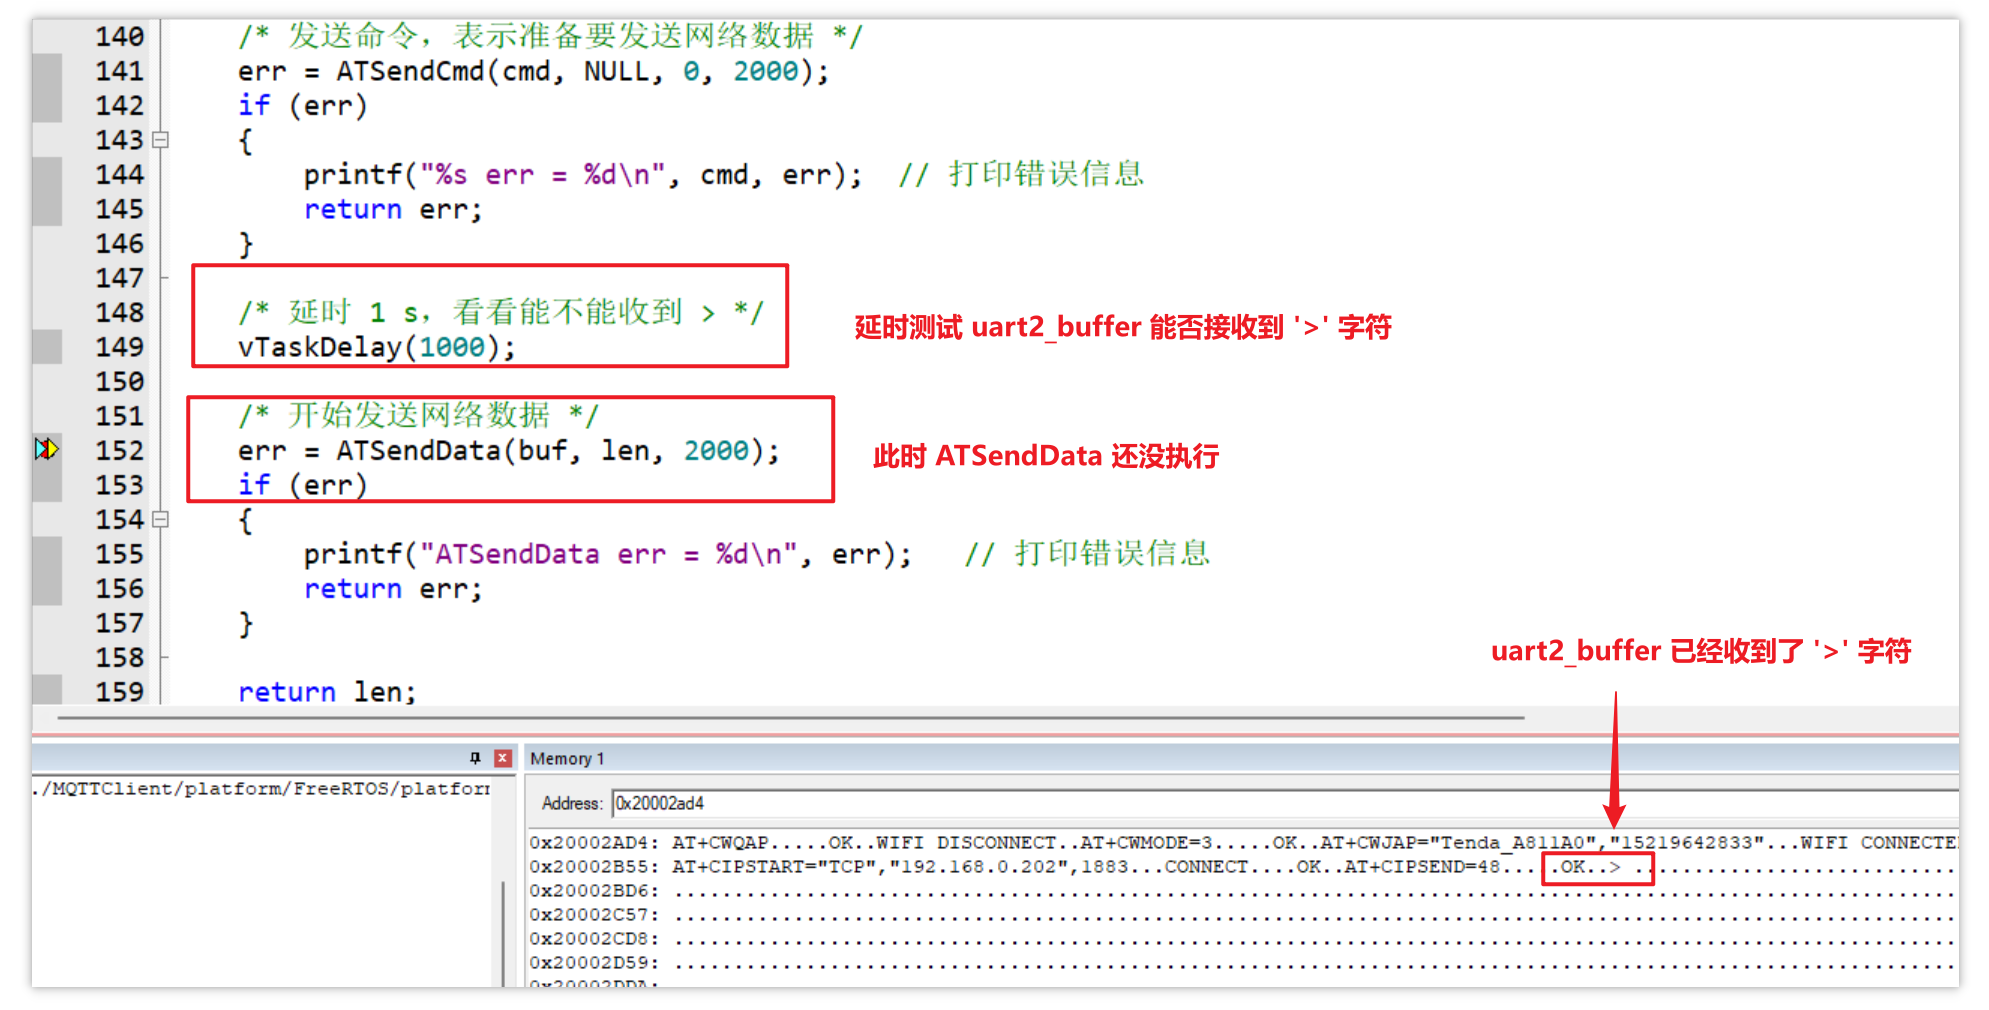 140 /* 发送命令，表示准备要发送网络数据 */
141 err = ATSendCmd(cmd, NULL, 0, 2000);
142 if (err)
143 {
144 printf("%s err = %d\n", cmd, err); // 打印错误信息
145 return err;
146 }
147
148 /* 延时 1 s，看看能不能收到 > */
149 vTaskDelay(1000);
延时测试 uart2_buffer 能否接收到 '>' 字符
150
151 /* 开始发送网络数据 */
152 err = ATSendData(buf, len, 2000);
此时 ATSendData 还没执行
153 if (err)
154 {
155 printf("ATSendData err = %d\n", err); // 打印错误信息
156 return err;
157 }
uart2_buffer 已经收到了 '>' 字符
158
159 return len;
Memory 1
./MQTTClient/platform/FreeRTOS/platform
Address: 0x20002ad4
0x20002AD4: AT+CWQAP.....OK..WIFI DISCONNECT..AT+CWMODE=3.....OK..AT+CWJAP="Tenda_A811A0","15219642833"...WIFI CONNECTE
0x20002B55: AT+CIPSTART="TCP","192.168.0.202",1883...CONNECT....OK..AT+CIPSEND=48.....OK..> ...........................
0x20002BD6: ...........................................................................................................
0x20002C57: ...........................................................................................................
0x20002CD8: ...........................................................................................................
0x20002D59: ...........................................................................................................